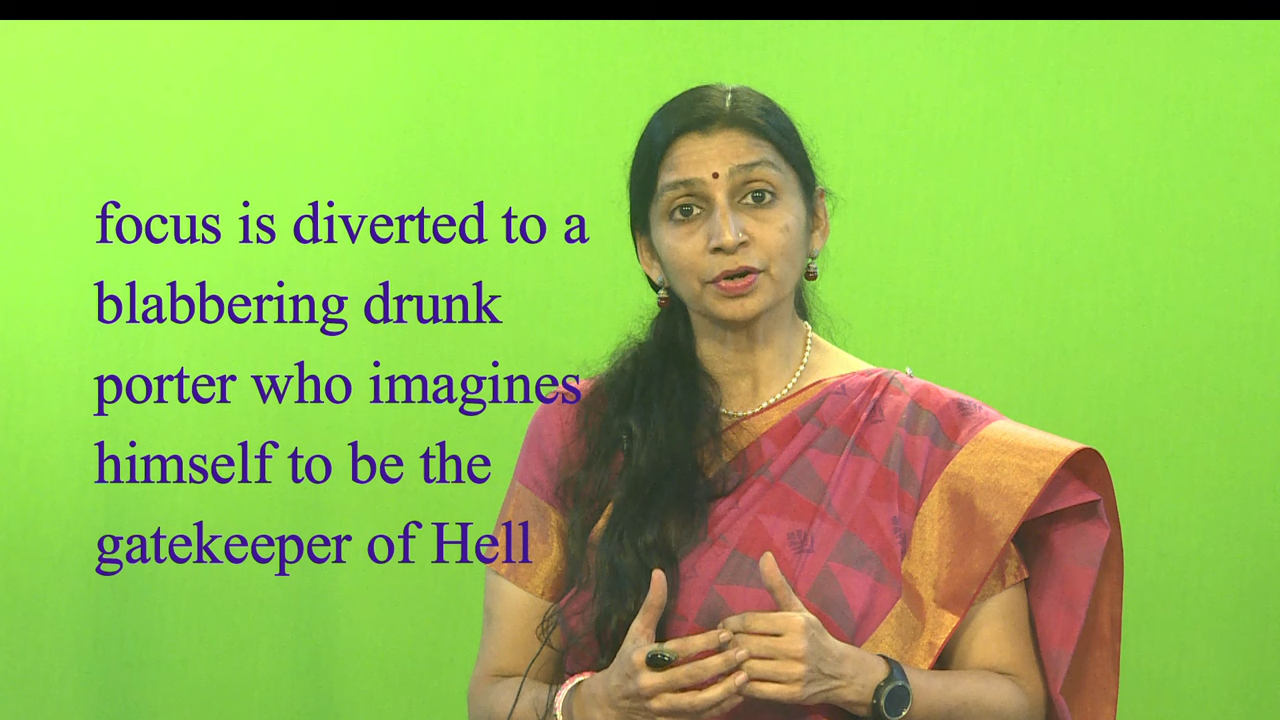 focus is diverted to a
blabbering drunk
porter who imagines
himself to be the
gatekeeper of Hell